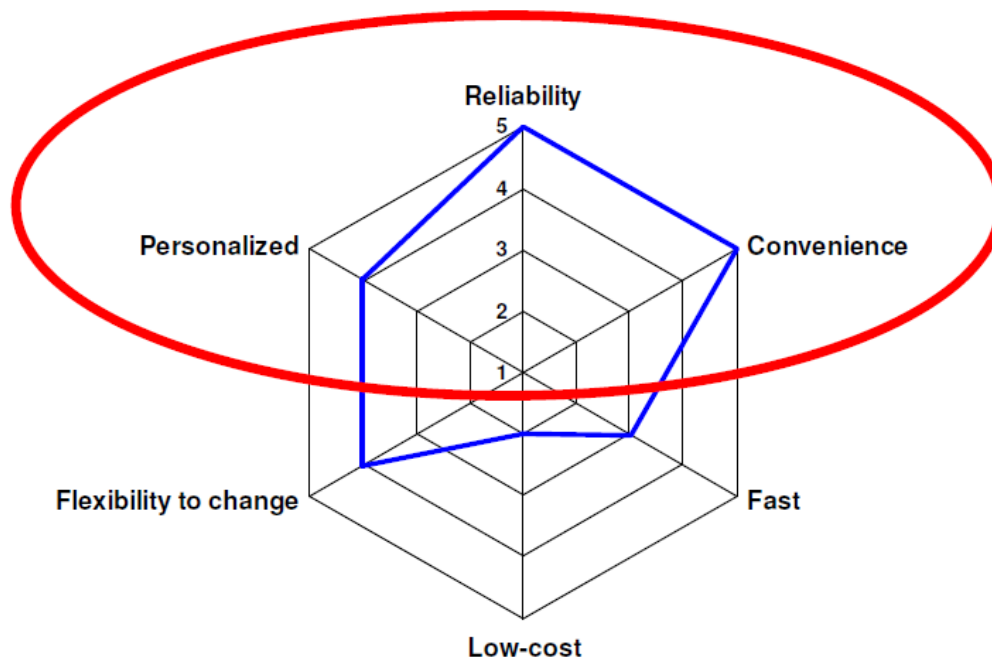 Reliability
5
4
Personalized
3
Convenience
2
1
Flexibility to change
Fast
Low-cost